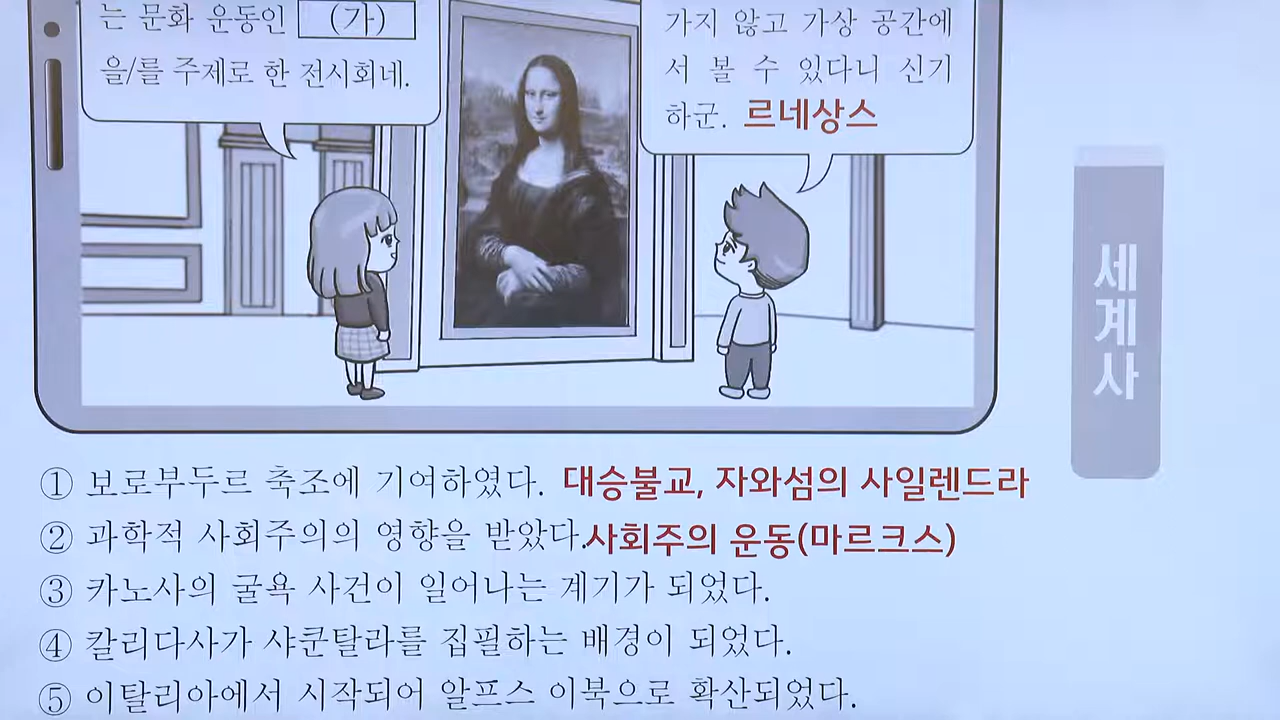 는 문화 운동인 (가)
을/를 주제로 한 전시회네.
가지 않고 가상 공간에
서 볼 수 있다니 신기
하군. 르네상스
세계사
① 보로부두르 축조에 기여하였다. 대승불교, 자와섬의 사일렌드라
② 과학적 사회주의의 영향을 받았다.사회주의 운동(마르크스)
③ 카노사의 굴욕 사건이 일어나는 계기가 되었다.
④ 칼리다사가 샤쿤탈라를 집필하는 배경이 되었다.
⑤ 이탈리아에서 시작되어 알프스 이북으로 확산되었다.